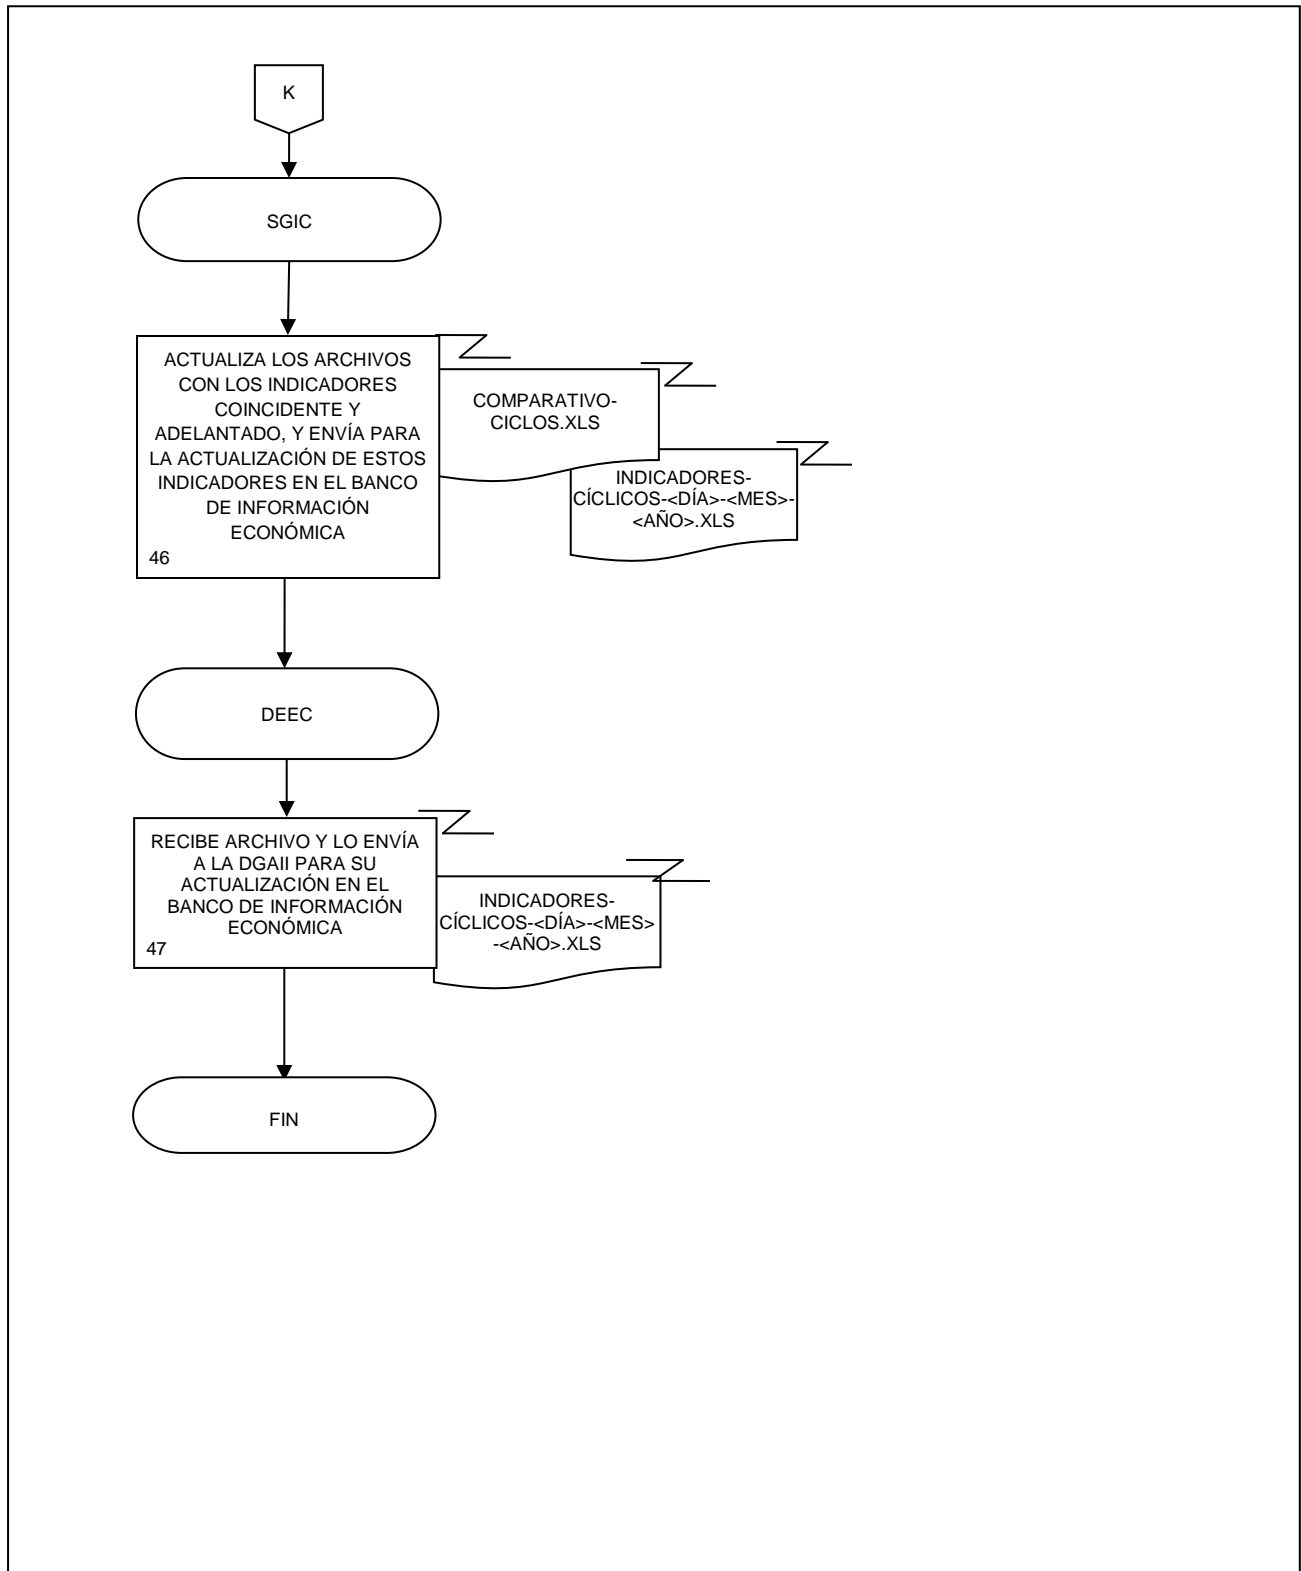 K
SGIC
ACTUALIZA LOS ARCHIVOS
CON LOS INDICADORES
COINCIDENTE Y
ADELANTADO, Y ENVÍA PARA
LA ACTUALIZACIÓN DE ESTOS
INDICADORES EN EL BANCO
DE INFORMACIÓN
ECONÓMICA
46
COMPARATIVO-
CICLOS.XLS
INDICADORES-
CÍCLICOS-<DÍA>-<MES>-
<AÑO>.XLS
DEEC
RECIBE ARCHIVO Y LO ENVÍA
A LA DGAII PARA SU
ACTUALIZACIÓN EN EL
BANCO DE INFORMACIÓN
ECONÓMICA
47
INDICADORES-
CÍCLICOS-<DÍA>-<MES>
-<AÑO>.XLS
FIN